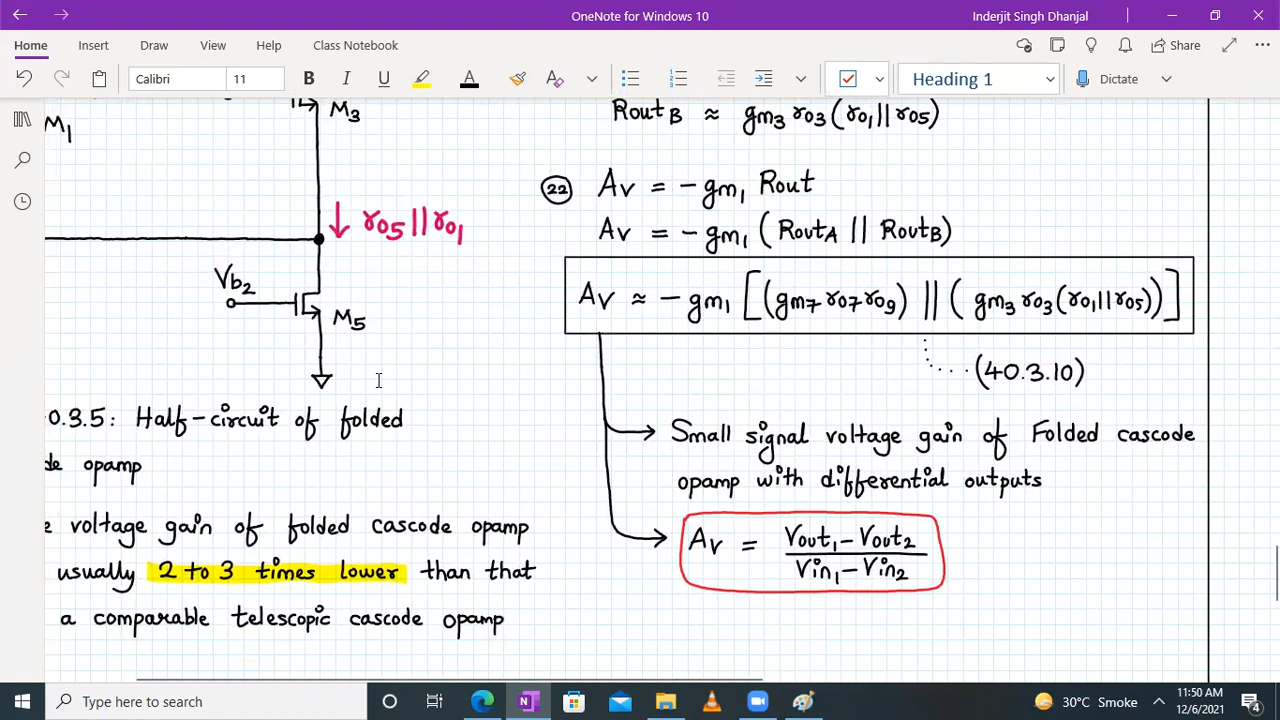 OneNote for Windows 10
Inderjit Singh Dhanjal
Home Insert Draw View Help Class Notebook
Share
Calibri 11 B I U A Heading 1 Dictate
M3
M1
RoutB ≈ gm3 ro3 (ro1 || ro5)
22 Av = - gm1 Rout
↓ ro5 || ro1
Av = - gm1 (RoutA || RoutB)
Vb2
M5
Av ≈ - gm1 [(gm7 ro7 ro9) || (gm3 ro3 (ro1 || ro5))]
(40.3.10)
0.3.5: Half-circuit of folded
de opamp
Small signal voltage gain of Folded cascode
opamp with differential outputs
e voltage gain of folded cascode opamp
usually 2 to 3 times lower than that
a comparable telescopic cascode opamp
Av = Vout1 - Vout2
Vin1 - Vin2
Type here to search
30°C Smoke
11:50 AM
12/6/2021
4